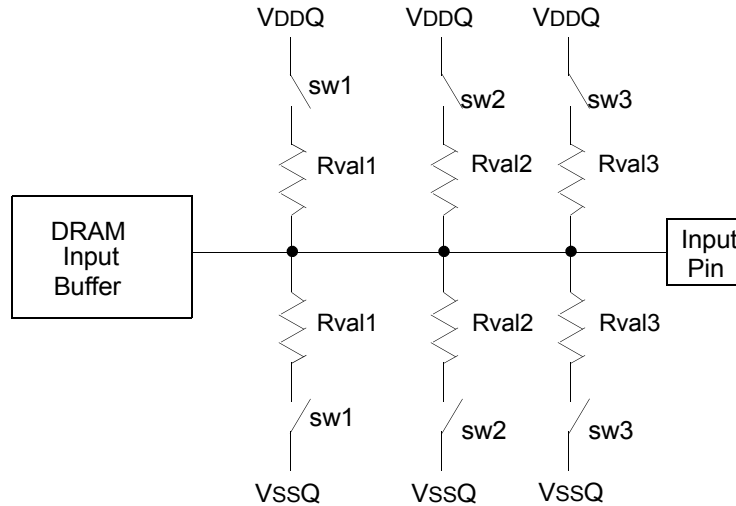 VDDQ VDDQ VDDQ
sw1 sw2 sw3
Rval1 Rval2 Rval3
DRAM
Input
Buffer
Input
Pin
Rval1 Rval2 Rval3
sw1 sw2 sw3
VSSQ VSSQ VSSQ